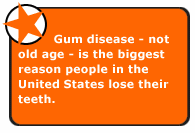 Gum disease - not
old age - is the biggest
reason people in the
United States lose their
teeth.